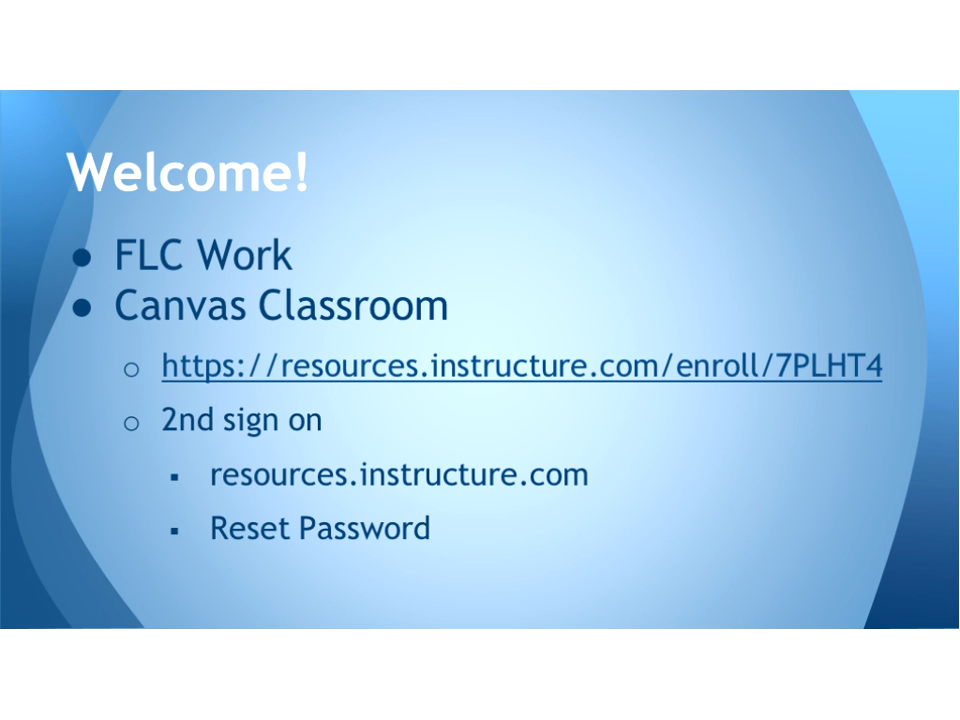 Welcome!
● FLC Work
● Canvas Classroom
○ https://resources.instructure.com/enroll/7PLHT4
○ 2nd sign on
▪ resources.instructure.com
▪ Reset Password